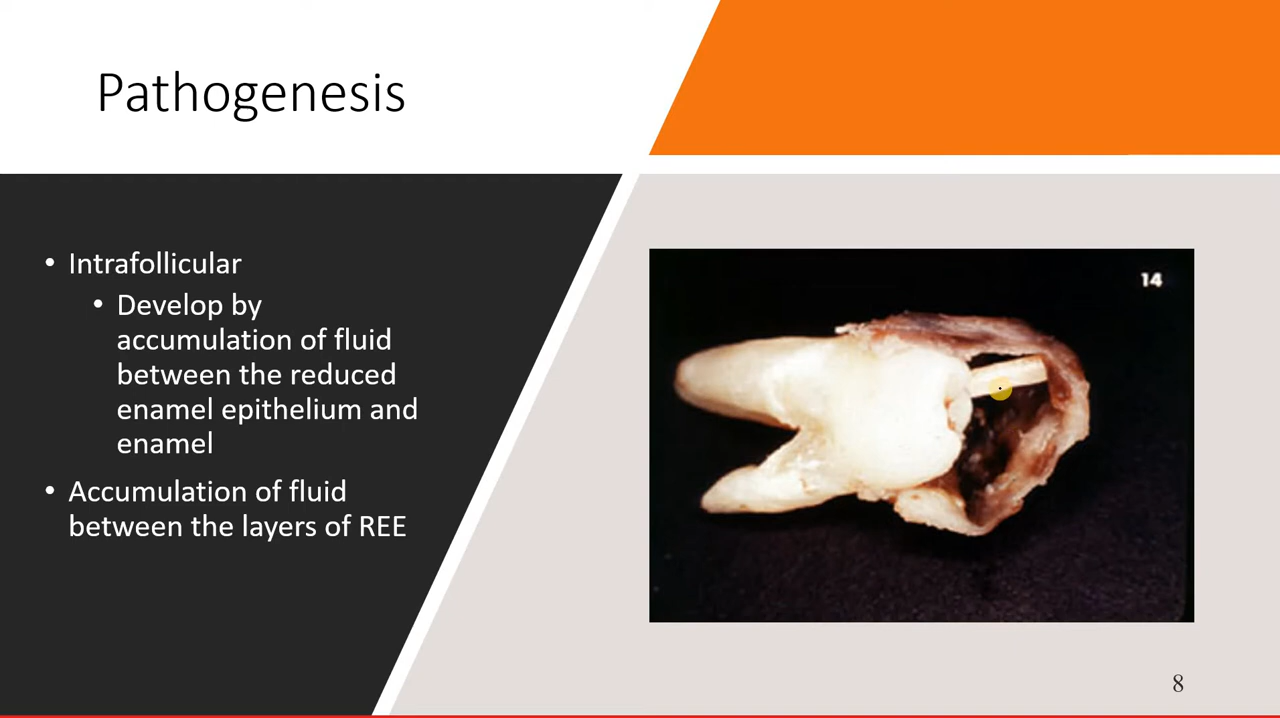 Pathogenesis
• Intrafollicular
• Develop by
accumulation of fluid
between the reduced
enamel epithelium and
enamel
• Accumulation of fluid
between the layers of REE
14
8